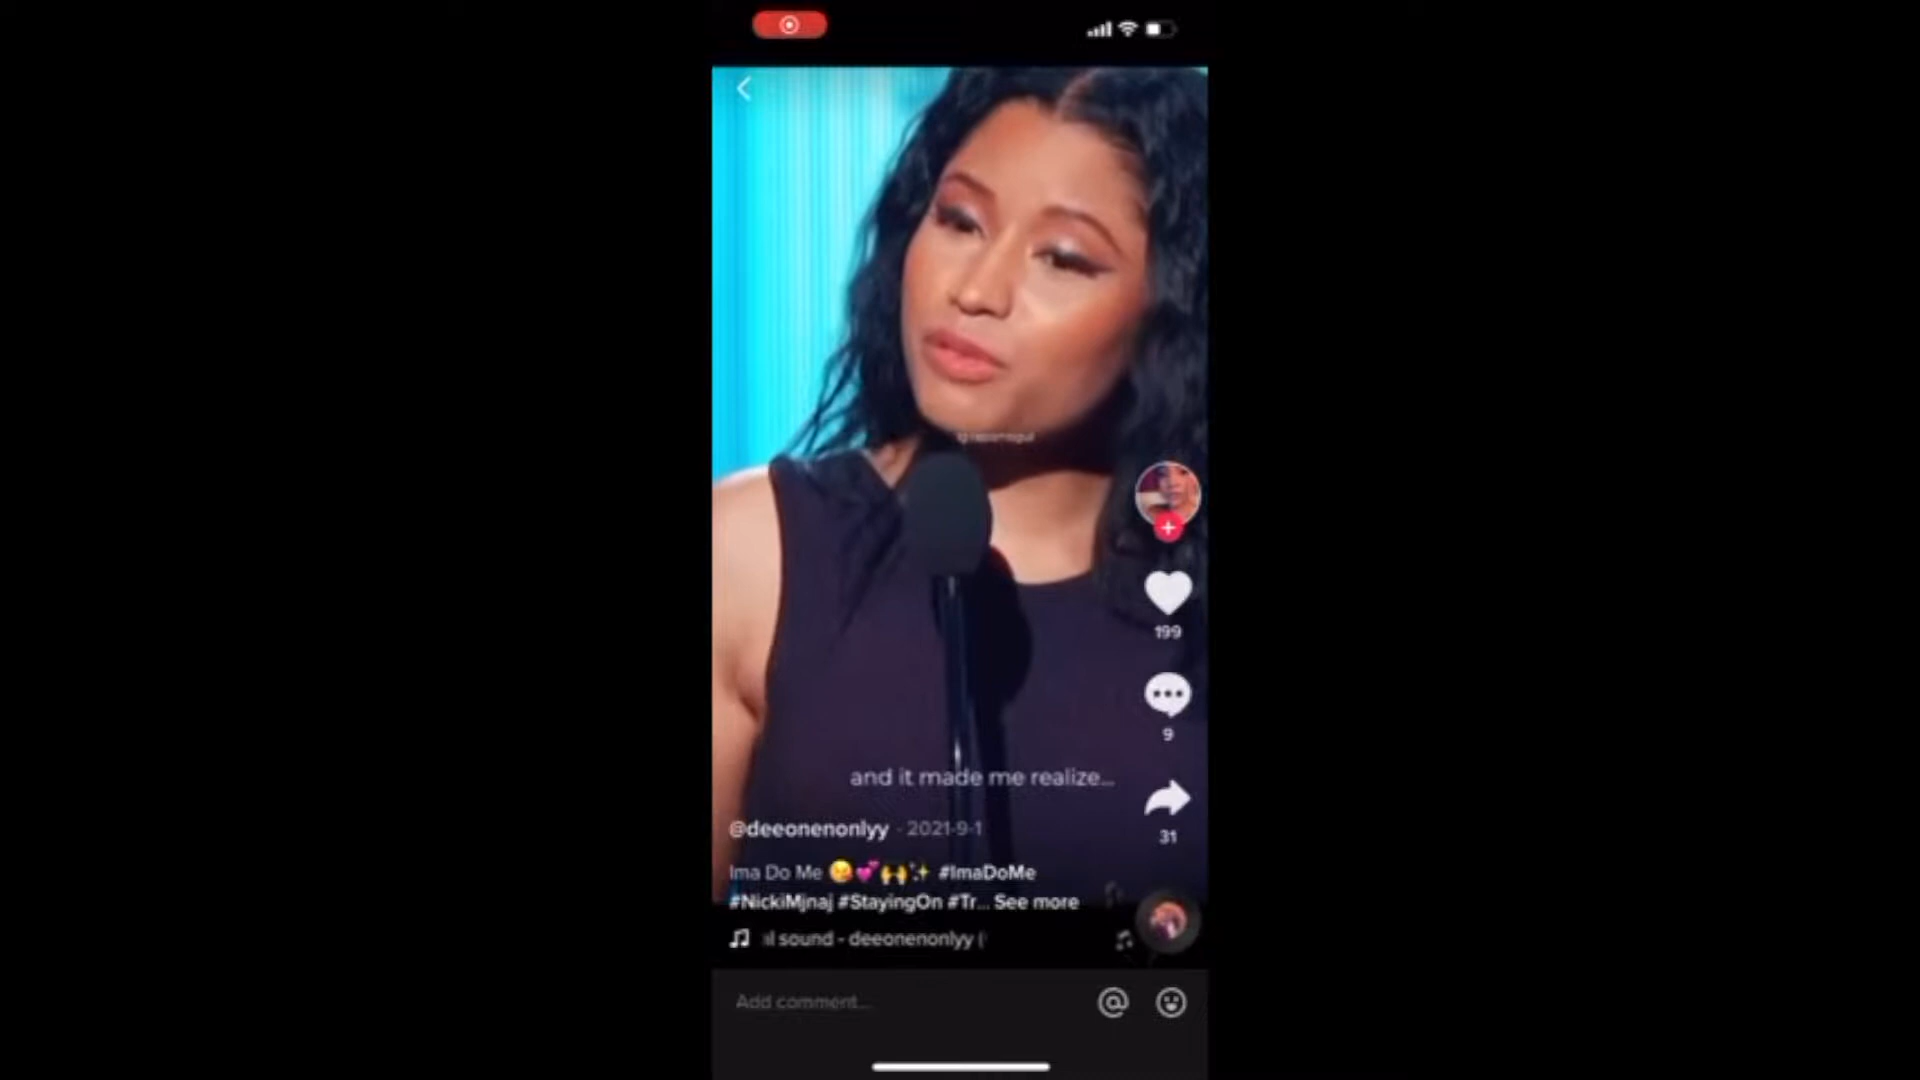 199
9
and it made me realize...
31
@deeonenonlyy · 2021-9-1
Ima Do Me 😘💕🙌✨ #ImaDoMe
#NickiMjnaj #StayingOn #Tr... See more
sound - deeonenonlyy (
Add comment...